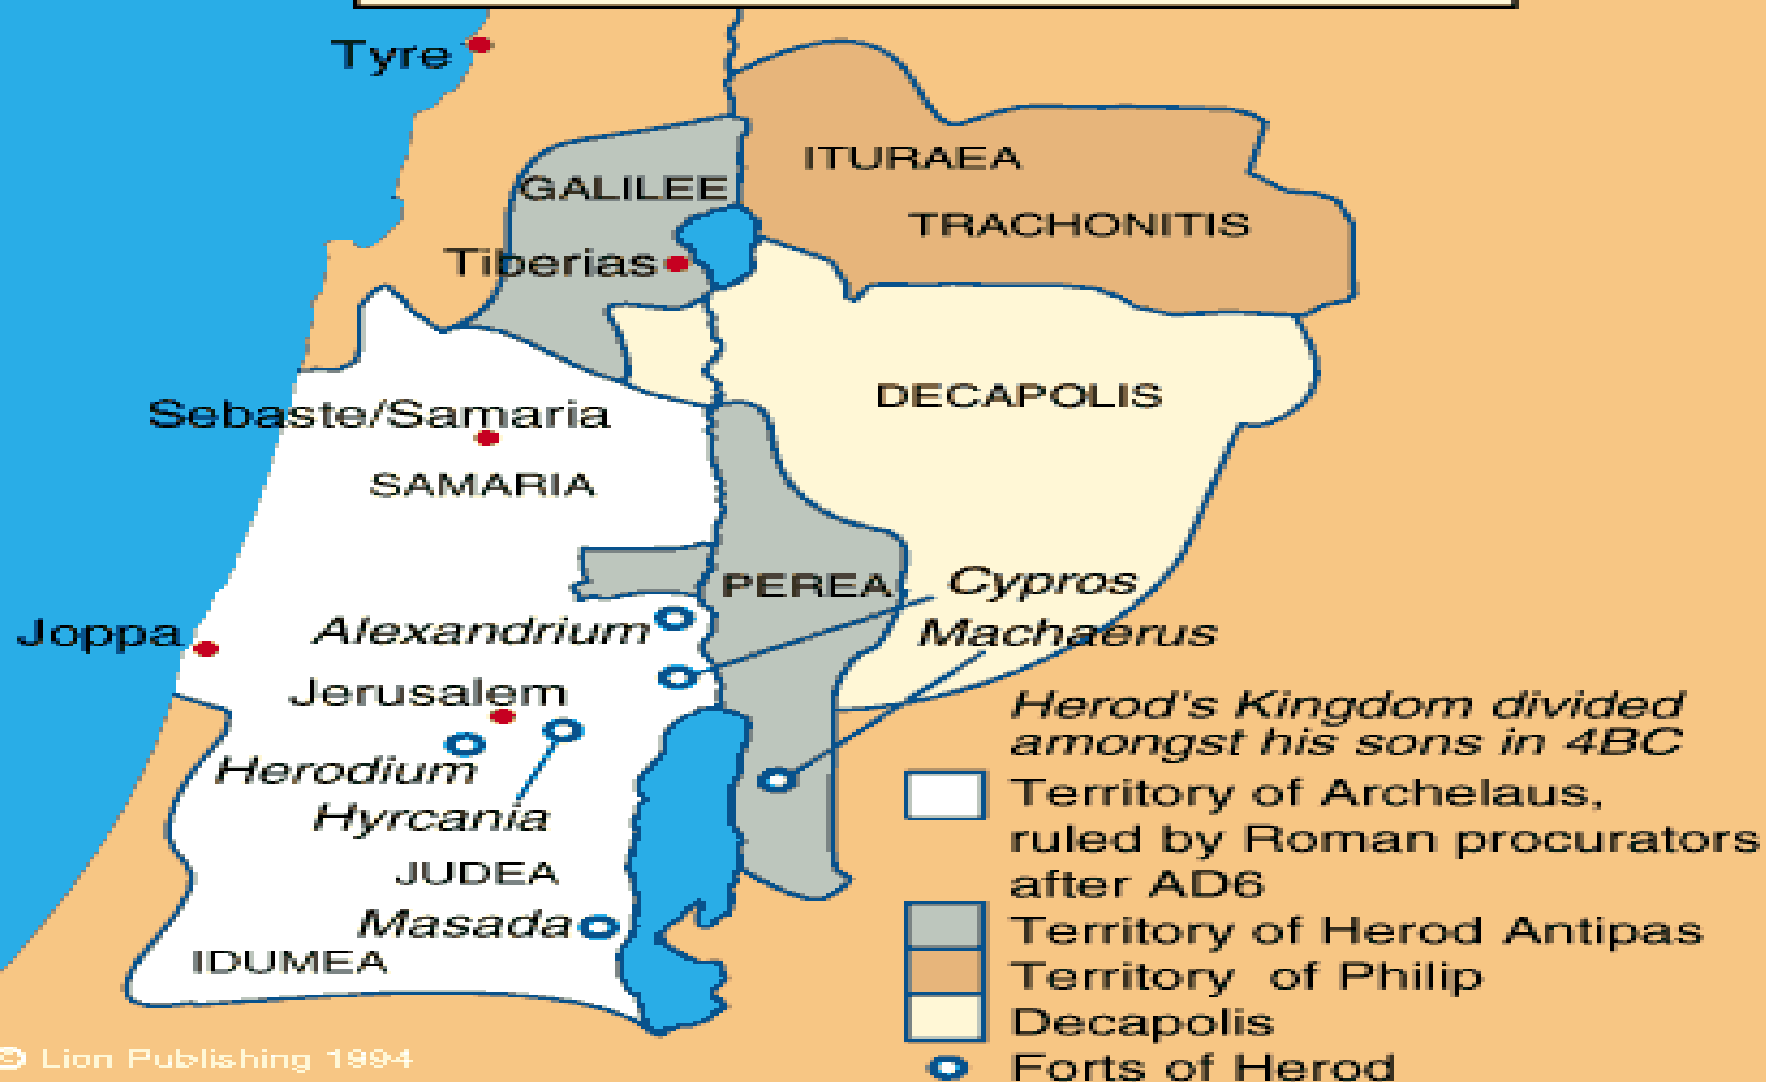 Tyre
ITURAEA
GALILEE
TRACHONITIS
Tiberias
DECAPOLIS
Sebaste/Samaria
SAMARIA
PEREA
Cypros
Alexandrium
Machaerus
Joppa
Jerusalem
Herodium
Hyrcania
JUDEA
Masada
IDUMEA
Herod's Kingdom divided
amongst his sons in 4BC
Territory of Archelaus,
ruled by Roman procurators
after AD6
Territory of Herod Antipas
Territory of Philip
Decapolis
Forts of Herod
© Lion Publishing 1994